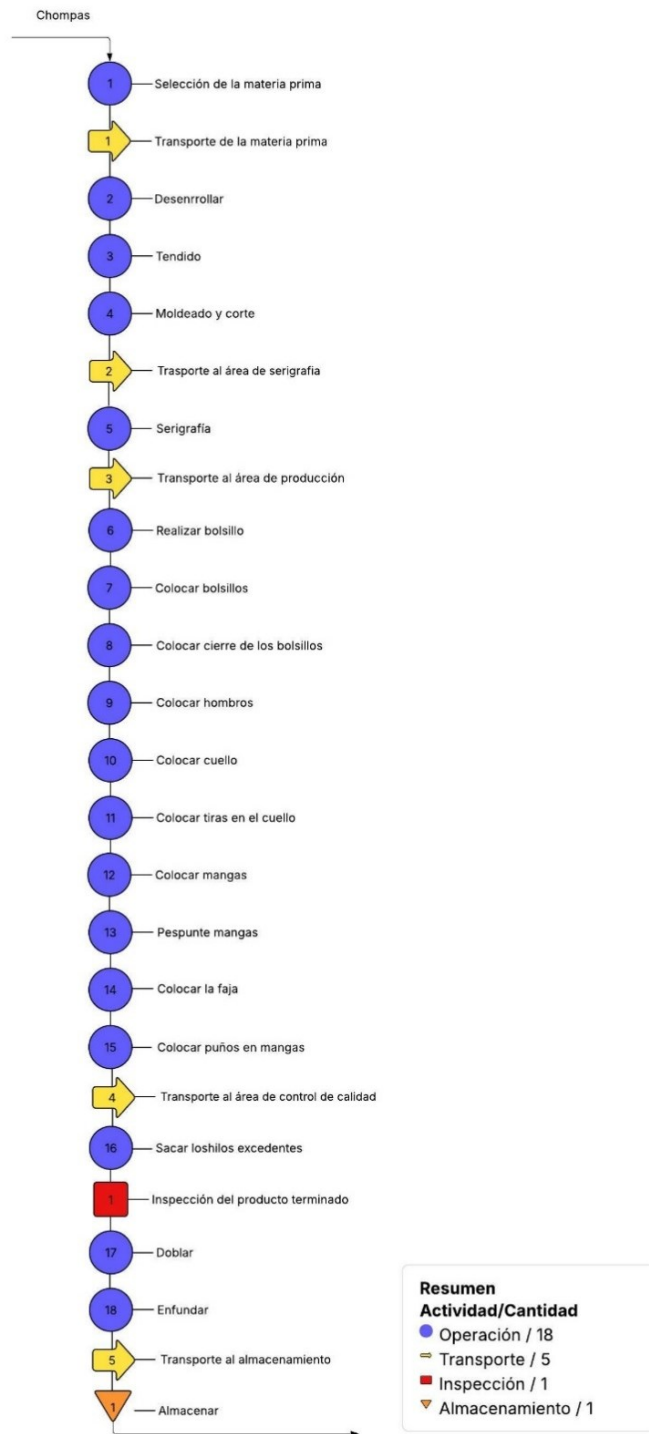 Chompas
1 Selección de la materia prima
1 Transporte de la materia prima
2 Desenrrollar
3 Tendido
4 Moldeado y corte
2 Trasporte al área de serigrafia
5 Serigrafía
3 Transporte al área de producción
6 Realizar bolsillo
7 Colocar bolsillos
8 Colocar cierre de los bolsillos
9 Colocar hombros
10 Colocar cuello
11 Colocar tiras en el cuello
12 Colocar mangas
13 Pespunte mangas
14 Colocar la faja
15 Colocar puños en mangas
4 Transporte al área de control de calidad
16 Sacar loshilos excedentes
1 Inspección del producto terminado
17 Doblar
18 Enfundar
5 Transporte al almacenamiento
1 Almacenar
Resumen
Actividad/Cantidad
Operación / 18
Transporte / 5
Inspección / 1
Almacenamiento / 1